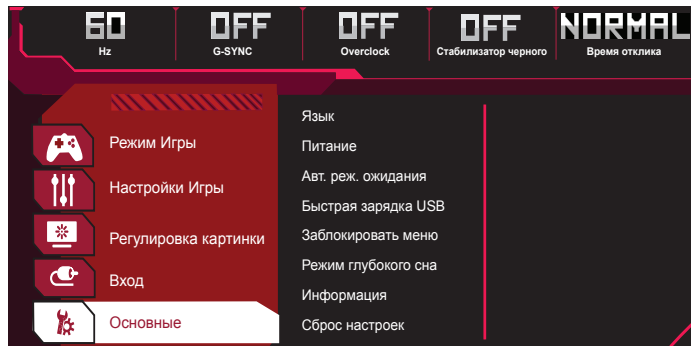 60 OFF OFF OFF NORMAL
Hz G-SYNC Overclock Стабилизатор черного Время отклика
Режим Игры
Настройки Игры
Регулировка картинки
Вход
Основные
Язык
Питание
Авт. реж. ожидания
Быстрая зарядка USB
Заблокировать меню
Режим глубокого сна
Информация
Сброс настроек